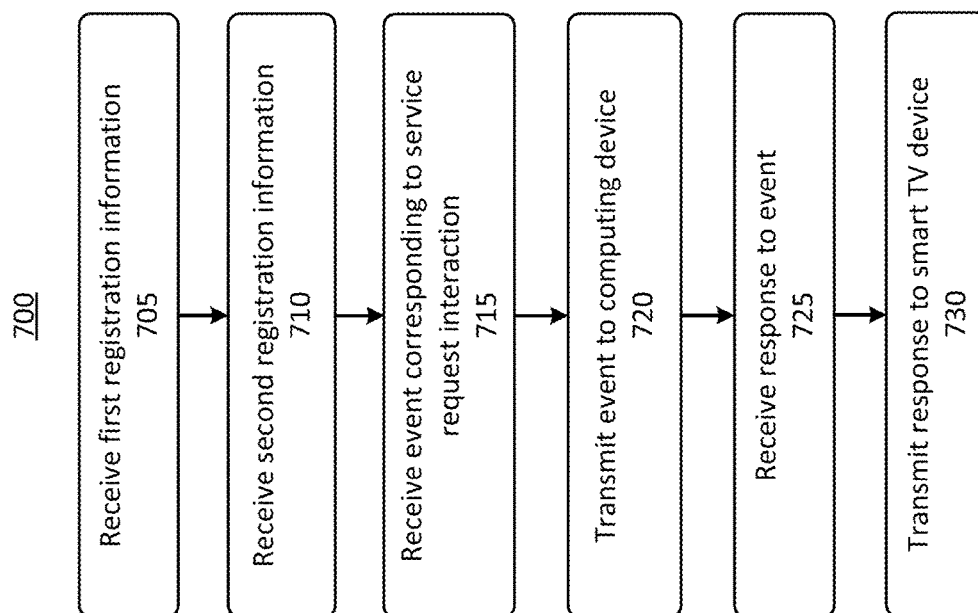 700
Receive first registration information
705
Receive second registration information
710
Receive event corresponding to service
request interaction
715
Transmit event to computing device
720
Receive response to event
725
Transmit response to smart TV device
730